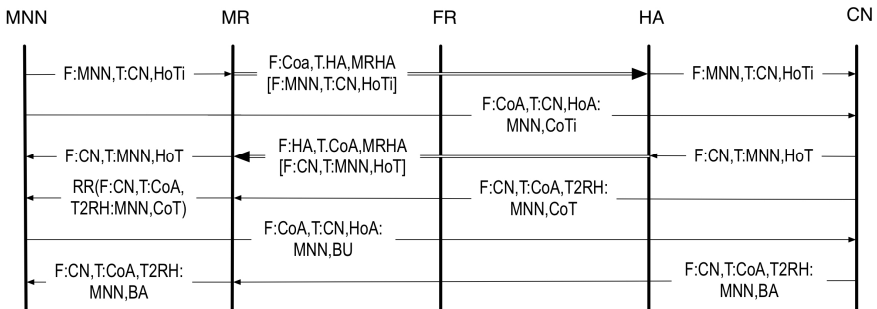 MNN MR FR HA CN
F:MNN,T:CN,HoTi
F:Coa,T.HA,MRHA
[F:MNN,T:CN,HoTi]
F:MNN,T:CN,HoTi
F:CoA,T:CN,HoA:
MNN,CoTi
F:CN,T:MNN,HoT
F:HA,T.CoA,MRHA
[F:CN,T:MNN,HoT]
F:CN,T:MNN,HoT
RR(F:CN,T:CoA,
T2RH:MNN,CoT)
F:CN,T:CoA,T2RH:
MNN,CoT
F:CoA,T:CN,HoA:
MNN,BU
F:CN,T:CoA,T2RH:
MNN,BA
F:CN,T:CoA,T2RH:
MNN,BA